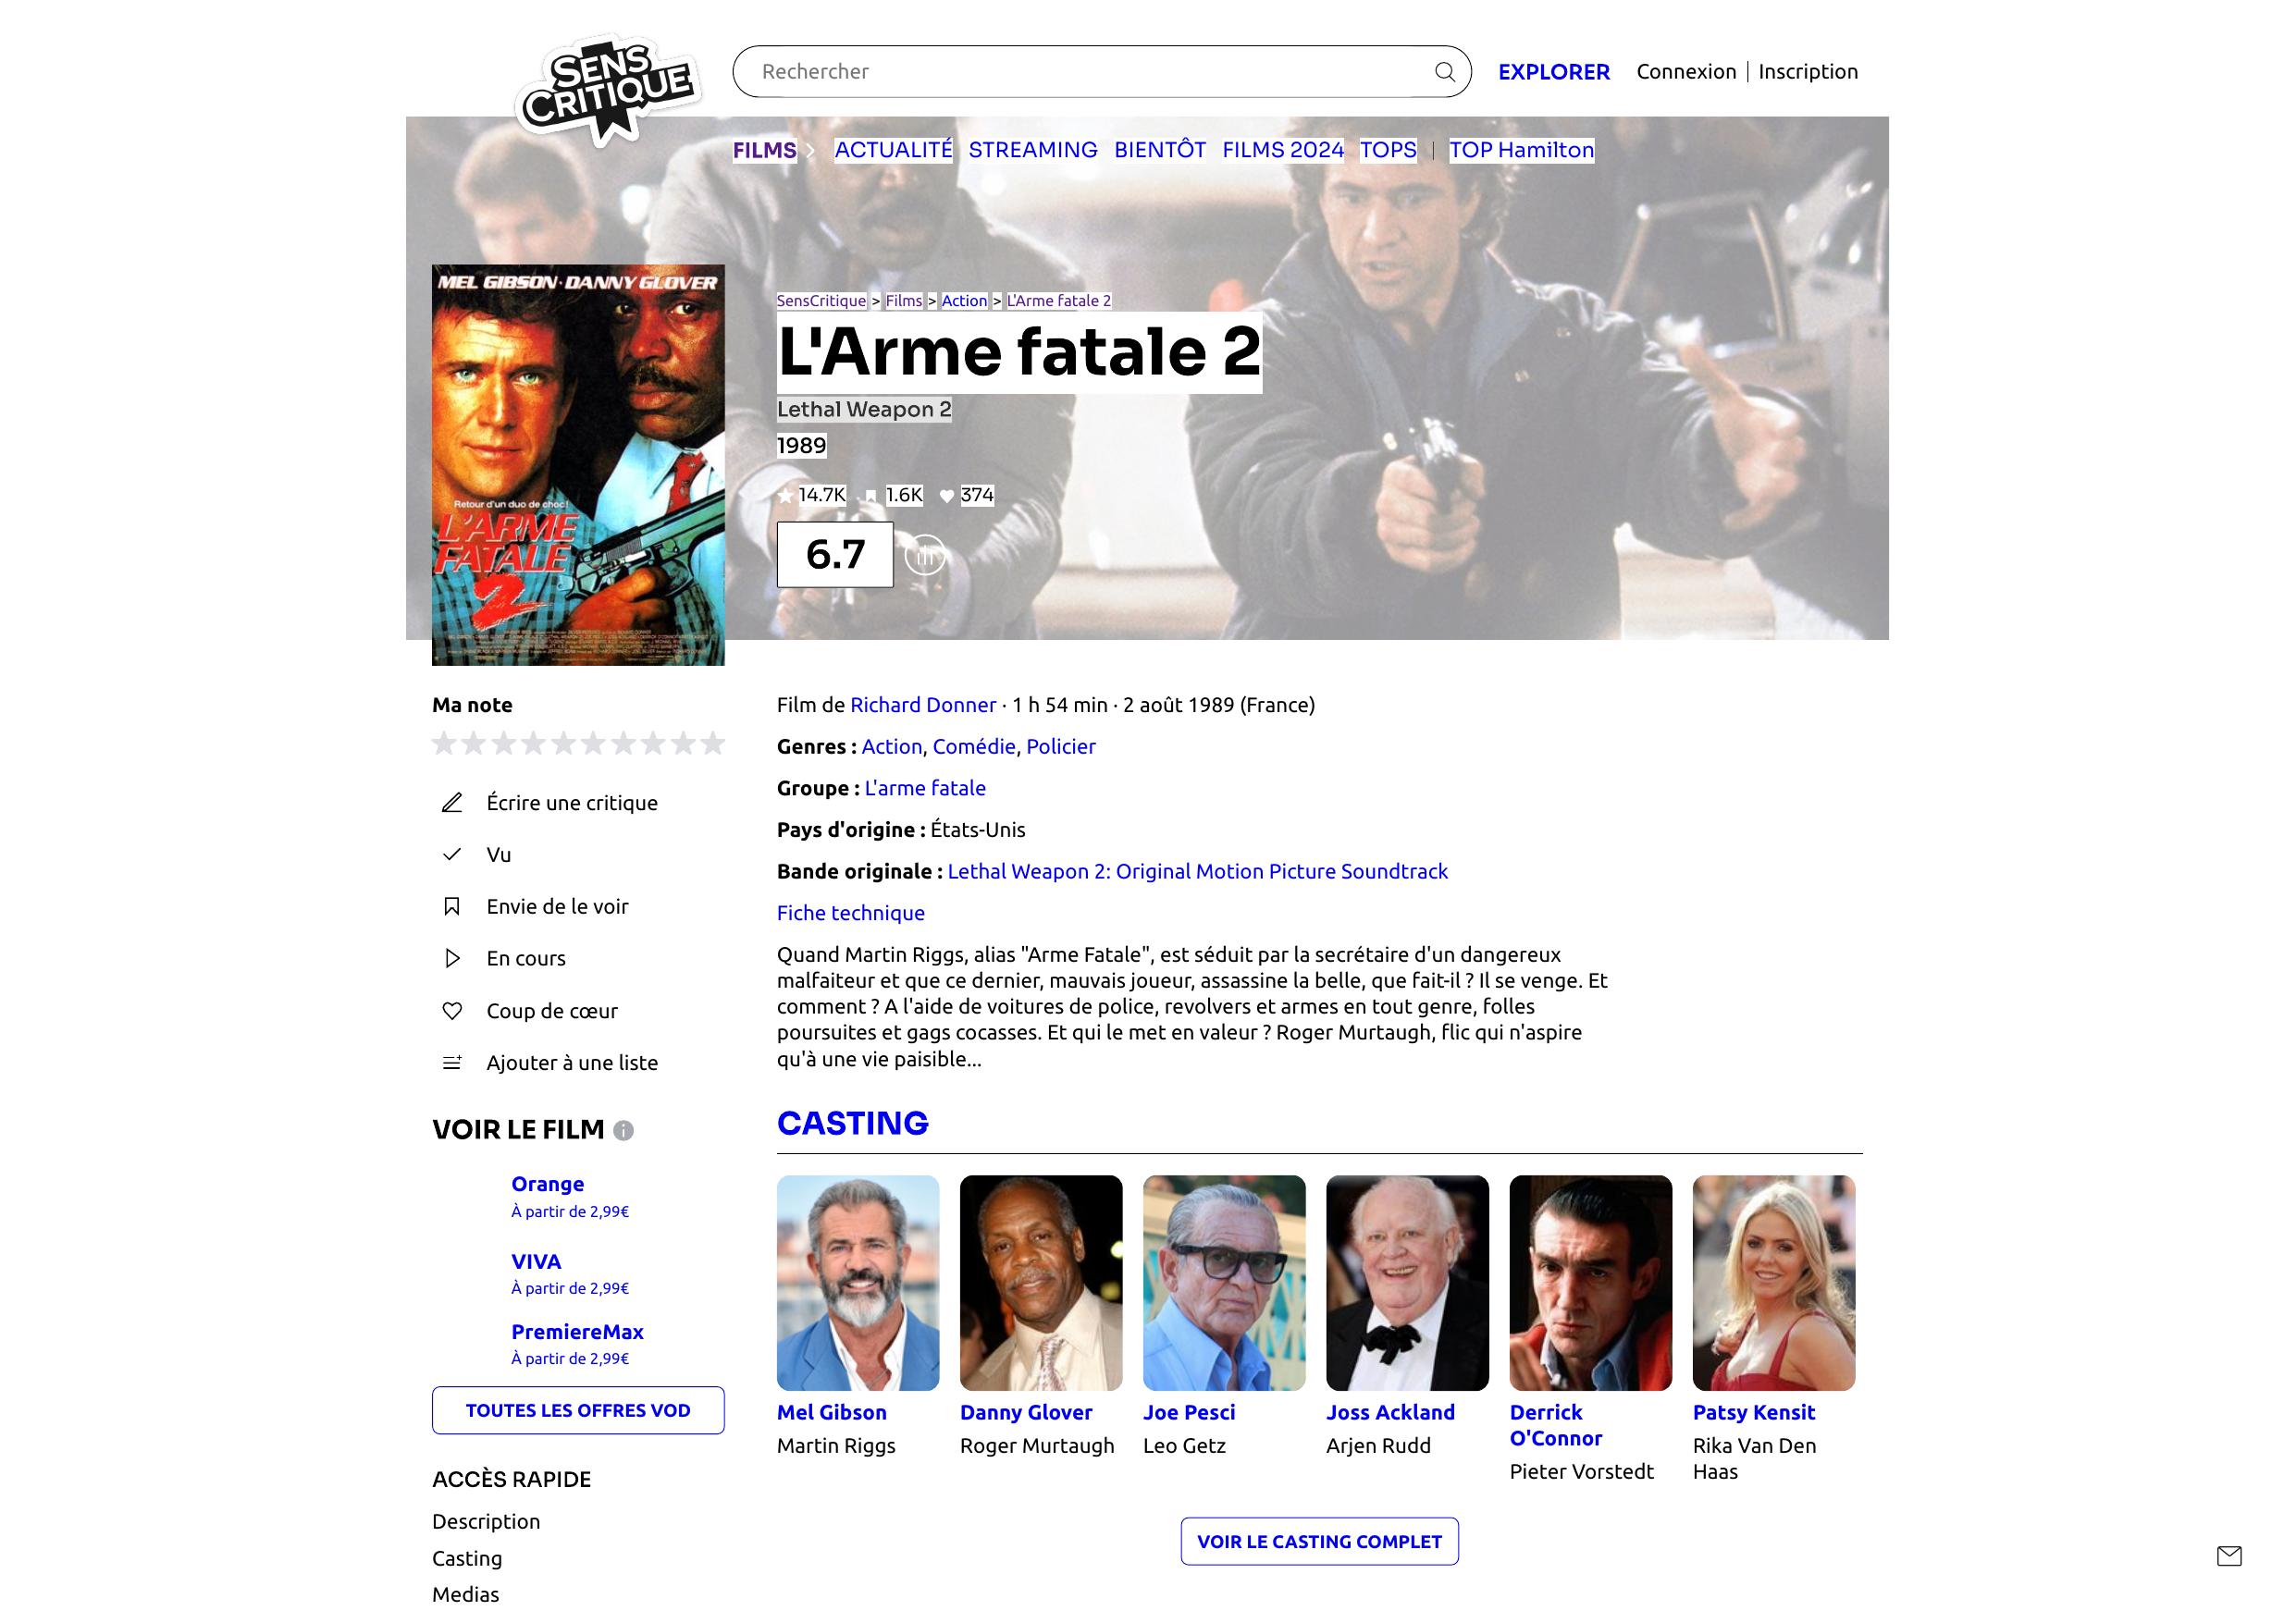 SENS
CRITIQUE
Rechercher
EXPLORER
Connexion | Inscription
FILMS
ACTUALITÉ STREAMING BIENTÔT FILMS 2024 TOPS | TOP Hamilton
MEL GIBSON · DANNY GLOVER
Retour d'un duo de choc!
L'ARME
FATALE
2
SensCritique > Films > Action > L'Arme fatale 2
L'Arme fatale 2
Lethal Weapon 2
1989
14.7K 1.6K 374
6.7
Ma note
Écrire une critique
Vu
Envie de le voir
En cours
Coup de cœur
Ajouter à une liste
VOIR LE FILM
Orange
À partir de 2,99€
VIVA
À partir de 2,99€
PremiereMax
À partir de 2,99€
TOUTES LES OFFRES VOD
ACCÈS RAPIDE
Description
Casting
Medias
Film de Richard Donner · 1 h 54 min · 2 août 1989 (France)
Genres : Action, Comédie, Policier
Groupe : L'arme fatale
Pays d'origine : États-Unis
Bande originale : Lethal Weapon 2: Original Motion Picture Soundtrack
Fiche technique
Quand Martin Riggs, alias "Arme Fatale", est séduit par la secrétaire d'un dangereux
malfaiteur et que ce dernier, mauvais joueur, assassine la belle, que fait-il ? Il se venge. Et
comment ? A l'aide de voitures de police, revolvers et armes en tout genre, folles
poursuites et gags cocasses. Et qui le met en valeur ? Roger Murtaugh, flic qui n'aspire
qu'à une vie paisible...
CASTING
Mel Gibson
Martin Riggs
Danny Glover
Roger Murtaugh
Joe Pesci
Leo Getz
Joss Ackland
Arjen Rudd
Derrick
O'Connor
Pieter Vorstedt
Patsy Kensit
Rika Van Den
Haas
VOIR LE CASTING COMPLET